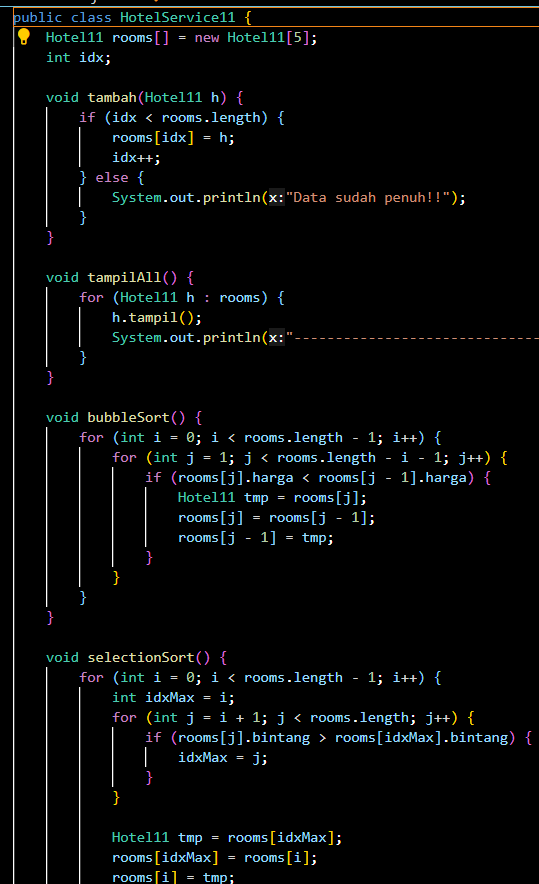 public class HotelService11 {
    Hotel11 rooms[] = new Hotel11[5];
    int idx;
    void tambah(Hotel11 h) {
        if (idx < rooms.length) {
            rooms[idx] = h;
            idx++;
        } else {
            System.out.println(x:"Data sudah penuh!!");
        }
    }
    void tampilAll() {
        for (Hotel11 h : rooms) {
            h.tampil();
            System.out.println(x:"------------------------------
        }
    }
    void bubbleSort() {
        for (int i = 0; i < rooms.length - 1; i++) {
            for (int j = 1; j < rooms.length - i - 1; j++) {
                if (rooms[j].harga < rooms[j - 1].harga) {
                    Hotel11 tmp = rooms[j];
                    rooms[j] = rooms[j - 1];
                    rooms[j - 1] = tmp;
                }
            }
        }
    }
    void selectionSort() {
        for (int i = 0; i < rooms.length - 1; i++) {
            int idxMax = i;
            for (int j = i + 1; j < rooms.length; j++) {
                if (rooms[j].bintang > rooms[idxMax].bintang) {
                    idxMax = j;
                }
            }
            Hotel11 tmp = rooms[idxMax];
            rooms[idxMax] = rooms[i];
            rooms[i] = tmp;